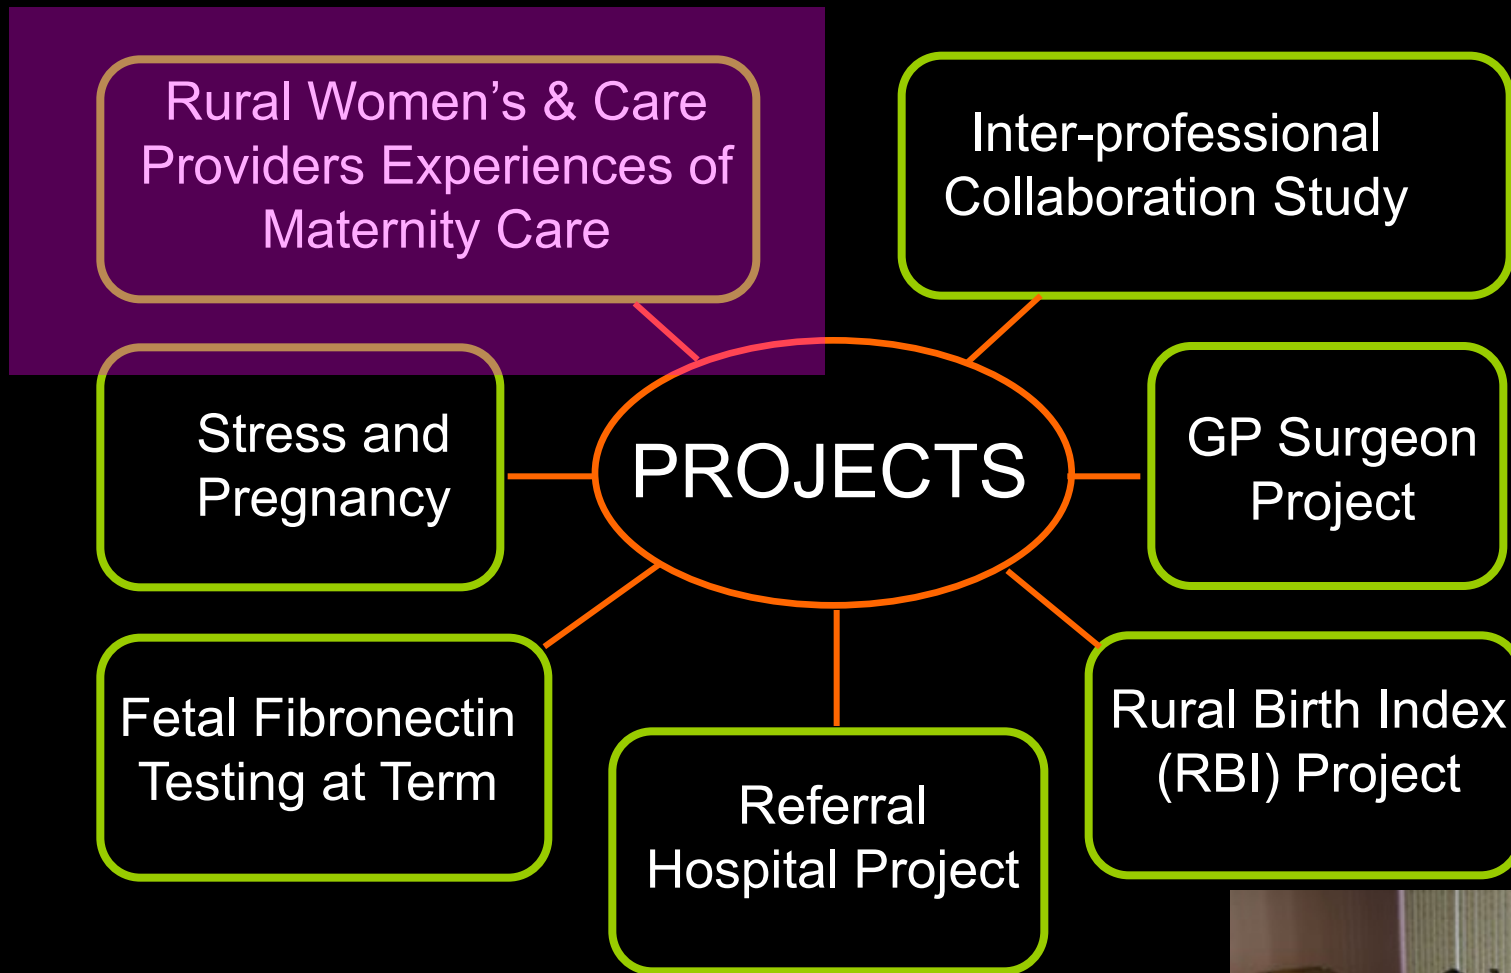 Rural Women’s & Care
Providers Experiences of
Maternity Care
Inter-professional
Collaboration Study
Stress and
Pregnancy
PROJECTS
GP Surgeon
Project
Fetal Fibronectin
Testing at Term
Referral
Hospital Project
Rural Birth Index
(RBI) Project